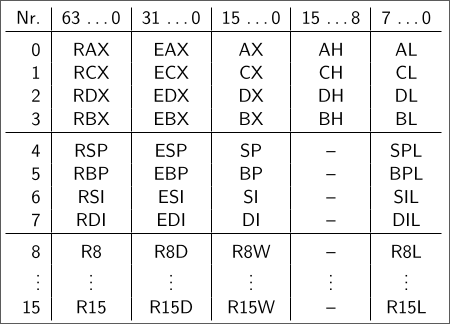 Nr. 63 ...0 31 ...0 15 ...0 15 ...8 7 ...0
0 RAX EAX AX AH AL
1 RCX ECX CX CH CL
2 RDX EDX DX DH DL
3 RBX EBX BX BH BL
4 RSP ESP SP – SPL
5 RBP EBP BP – BPL
6 RSI ESI SI – SIL
7 RDI EDI DI – DIL
8 R8 R8D R8W – R8L
⋮ ⋮ ⋮ ⋮ ⋮ ⋮
15 R15 R15D R15W – R15L